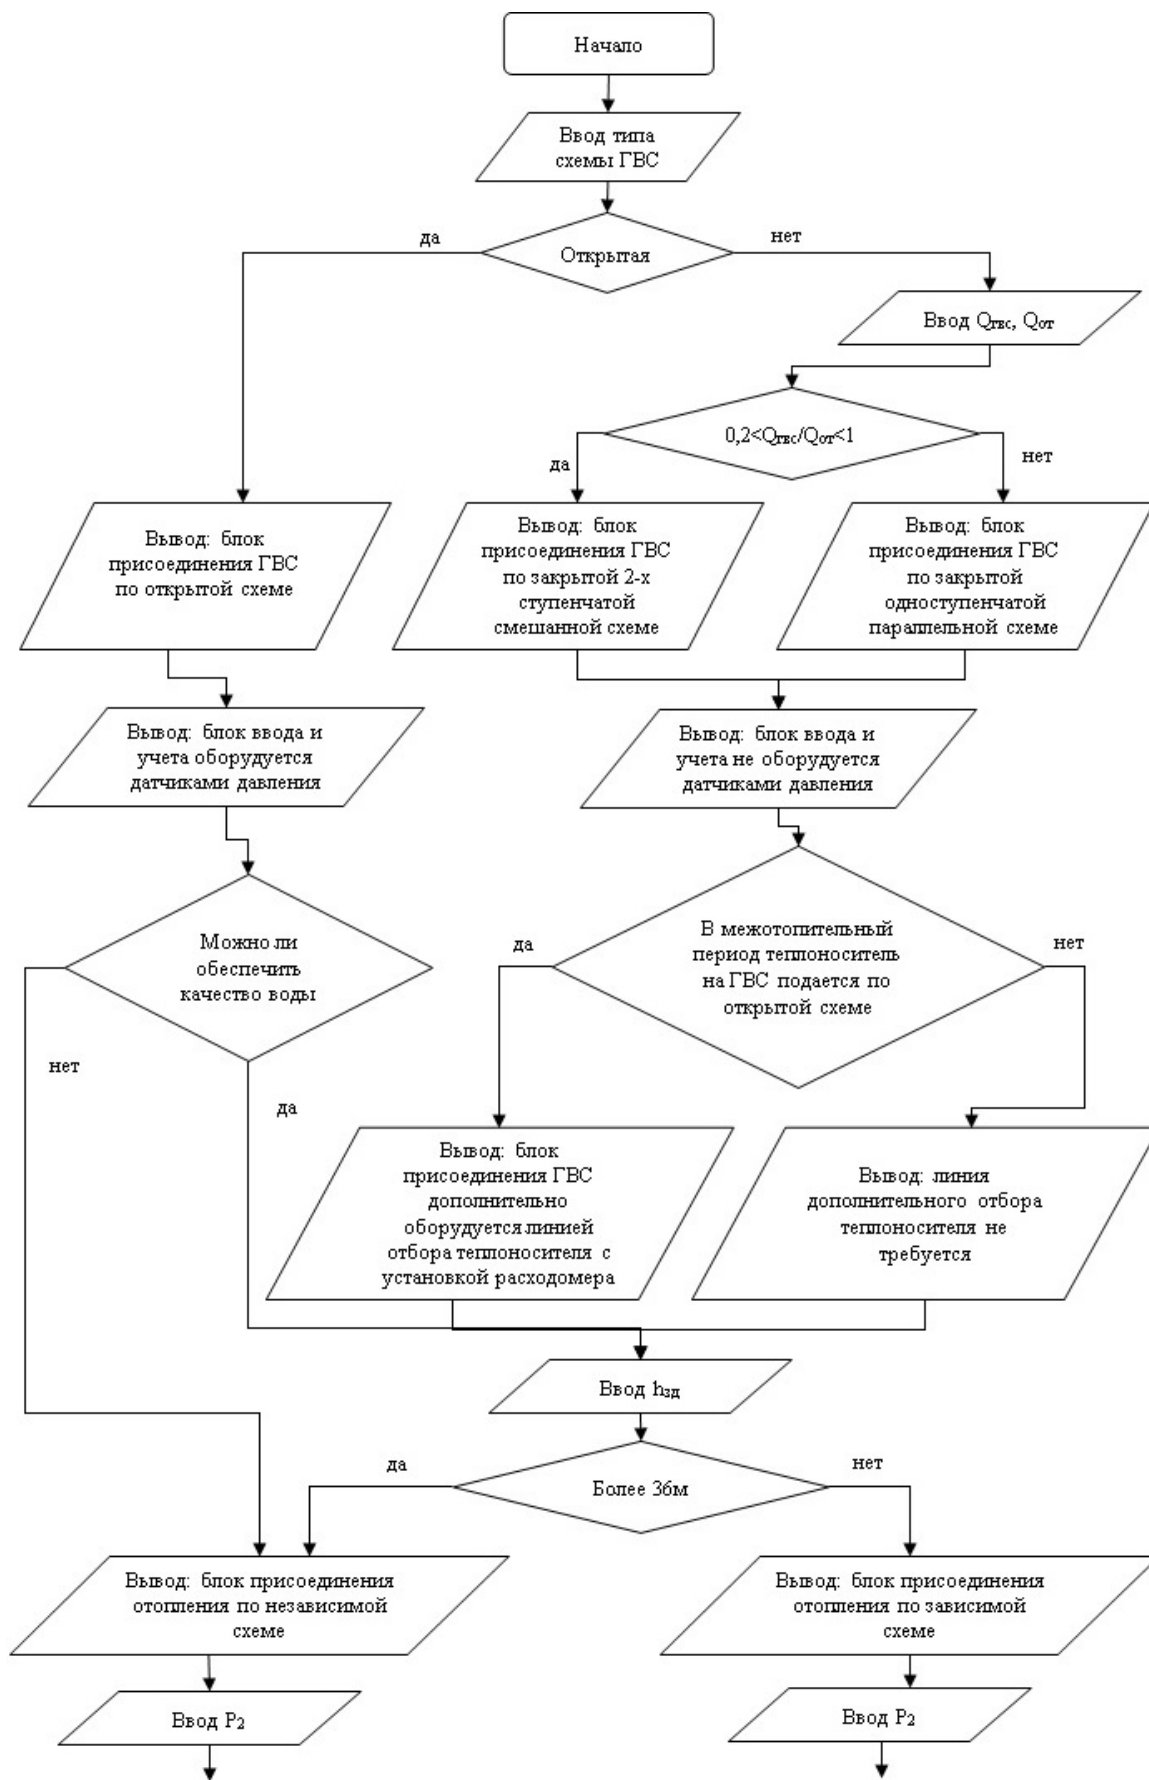 Начало
Ввод типа
схемы ГВС
да
нет
Открытая
Ввод Qгвс, Qот
0,2<Qгвс/Qот<1
да
нет
Вывод: блок
присоединения ГВС
по открытой схеме
Вывод: блок
присоединения ГВС
по закрытой 2-х
ступенчатой
смешанной схеме
Вывод: блок
присоединения ГВС
по закрытой
одноступенчатой
параллельной схеме
Вывод: блок ввода и
учета оборудуется
датчиками давления
Вывод: блок ввода и
учета не оборудуется
датчиками давления
Можно ли
обеспечить
качество воды
да
В межотопительный
период теплоноситель
на ГВС подается по
открытой схеме
нет
нет
да
Вывод: блок
присоединения ГВС
дополнительно
оборудуется линией
отбора теплоносителя с
установкой расходомера
Вывод: линия
дополнительного отбора
теплоносителя не
требуется
Ввод hзд
да
Более 36м
нет
Вывод: блок присоединения
отопления по независимой
схеме
Вывод: блок присоединения
отопления по зависимой
схеме
Ввод P2
Ввод P2